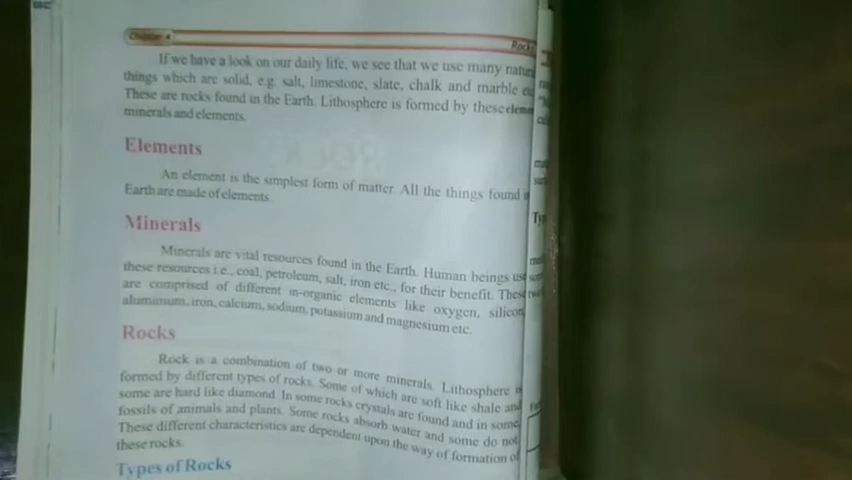 Chapter 4
Rocks
If we have a look on our daily life, we see that we use many
things which are solid, e.g. salt, limestone, slate, chalk and marble
These are rocks found in the Earth. Lithosphere is formed by these
minerals and elements.
Elements
An element is the simplest form of matter. All the things found
Earth are made of elements.
Minerals
Minerals are vital resources found in the Earth. Human beings use
these resources i.e., coal, petroleum, salt, iron etc., for their benefit. These
are comprised of different in-organic elements like oxygen, silicon,
aluminium, iron, calcium, sodium, potassium and magnesium etc.
Rocks
Rock is a combination of two or more minerals. Lithosphere
formed by different types of rocks. Some of which are soft like shale and
some are hard like diamond. In some rocks crystals are found and in some,
fossils of animals and plants. Some rocks absorb water and some do not.
These different characteristics are dependent upon the way of formation of
these rocks.
Types of Rocks